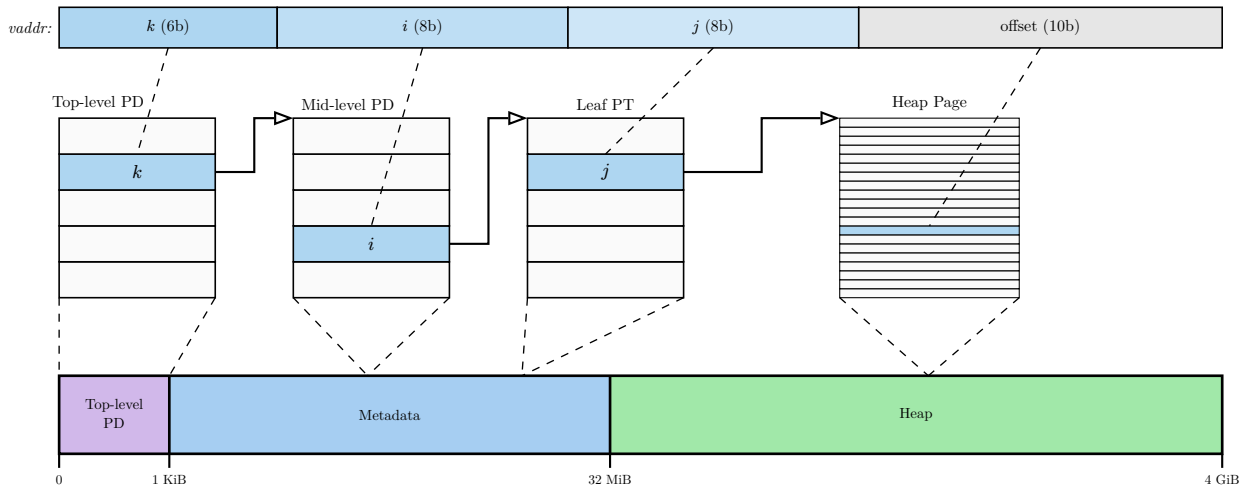 vaddr: k (6b) i (8b) j (8b) offset (10b)
Top-level PD Mid-level PD Leaf PT Heap Page
k
j
i
Top-level
PD
Metadata
Heap
0 1 KiB 32 MiB 4 GiB